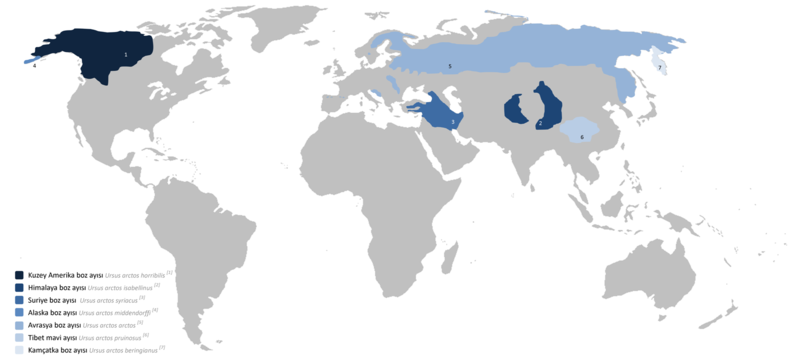 1
4
5
7
3
2
6
Kuzey Amerika boz ayısı Ursus arctos horribilis [1]
Himalaya boz ayısı Ursus arctos isabellinus [2]
Suriye boz ayısı Ursus arctos syriacus [3]
Alaska boz ayısı Ursus arctos middendorffi [4]
Avrasya boz ayısı Ursus arctos arctos [5]
Tibet mavi ayısı Ursus arctos pruinosus [6]
Kamçatka boz ayısı Ursus arctos beringianus [7]